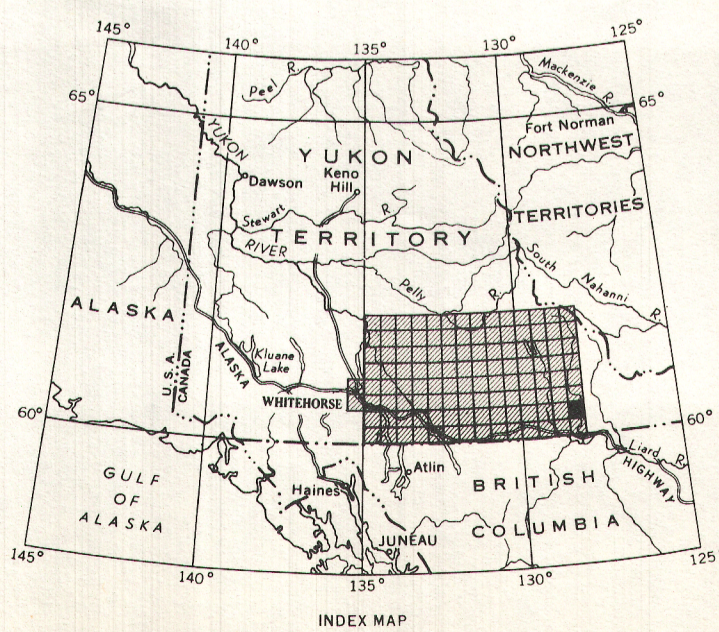 145°
140°
135°
130°
125°
Peel R.
Mackenzie R.
65°
65°
Fort Norman
YUKON
YUKON
NORTHWEST
Keno
Hill
Dawson
Stewart
R.
TERRITORIES
TERRITORY
RIVER
South
Nahanni
R.
Pelly
R.
ALASKA
U.S.A.
CANADA
ALASKA
Kluane
Lake
WHITEHORSE
60°
60°
Liard R.
HIGHWAY
Atlin
BRITISH
GULF
OF
ALASKA
Haines
COLUMBIA
JUNEAU
145°
140°
135°
130°
125
INDEX MAP